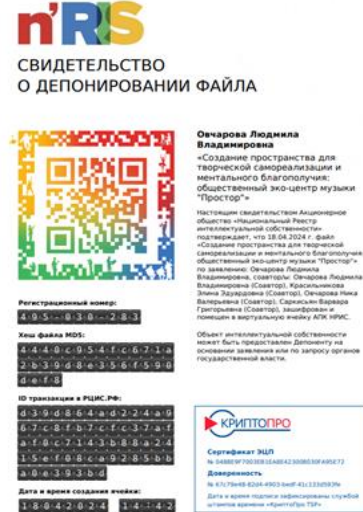 n'RIS
СВИДЕТЕЛЬСТВО
О ДЕПОНИРОВАНИИ ФАЙЛА
Овчарова Людмила
Владимировна
«Создание пространства для
творческой самореализации и
ментального благополучия:
общественный эко-центр музыки
"Простор"»
Настоящим свидетельством Акционерное
общество «Национальный Реестр
интеллектуальной собственности»
подтверждает, что 18.04.2024 г. файл
«Создание пространства для творческой
самореализации и ментального благополучия
общественный эко-центр музыки "Простор"»
по заявлению: Овчарова Людмила
Владимировна, соавторы: Овчарова Людмила
Владимировна (Соавтор), Красильникова
Элина Эдуардовна (Соавтор), Овчарова Ника
Валерьевна (Соавтор), Саркисьян Варвара
Григорьевна (Соавтор), зашифрован и
помещен в виртуальную ячейку АПК НРИС.
Объект интеллектуальной собственности
может быть предоставлен Депоненту на
основании заявления или по запросу органов
государственной власти.
Регистрационный номер:
495-030-283
Хеш файла MD5:
ID транзакции в РЦИС.РФ:
Дата и время создания ячейки:
18042024 14:42
КРИПТОПРО
Сертификат ЭЦП
Доверенность
Дата и время подписи зафиксированы службой
штампов времени «КриптоПро TSP»